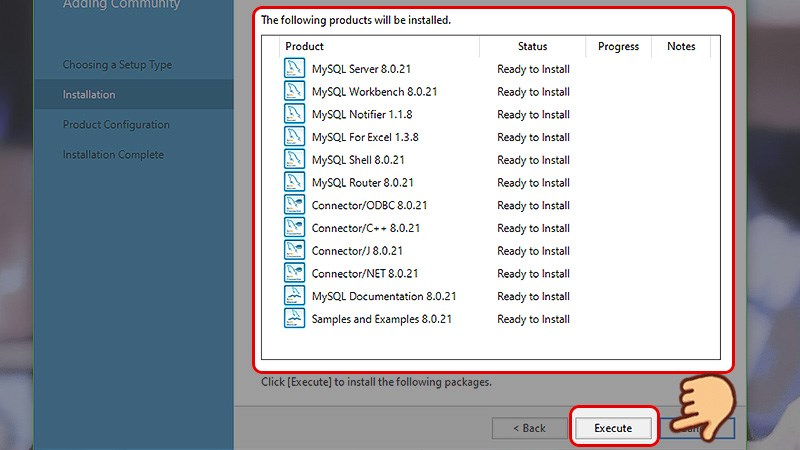 Adding Community
Choosing a Setup Type
Installation
Product Configuration
Installation Complete
The following products will be installed.
Product Status Progress Notes
MySQL Server 8.0.21 Ready to Install
MySQL Workbench 8.0.21 Ready to Install
MySQL Notifier 1.1.8 Ready to Install
MySQL For Excel 1.3.8 Ready to Install
MySQL Shell 8.0.21 Ready to Install
MySQL Router 8.0.21 Ready to Install
Connector/ODBC 8.0.21 Ready to Install
Connector/C++ 8.0.21 Ready to Install
Connector/J 8.0.21 Ready to Install
Connector/NET 8.0.21 Ready to Install
MySQL Documentation 8.0.21 Ready to Install
Samples and Examples 8.0.21 Ready to Install
Click [Execute] to install the following packages.
< Back Execute